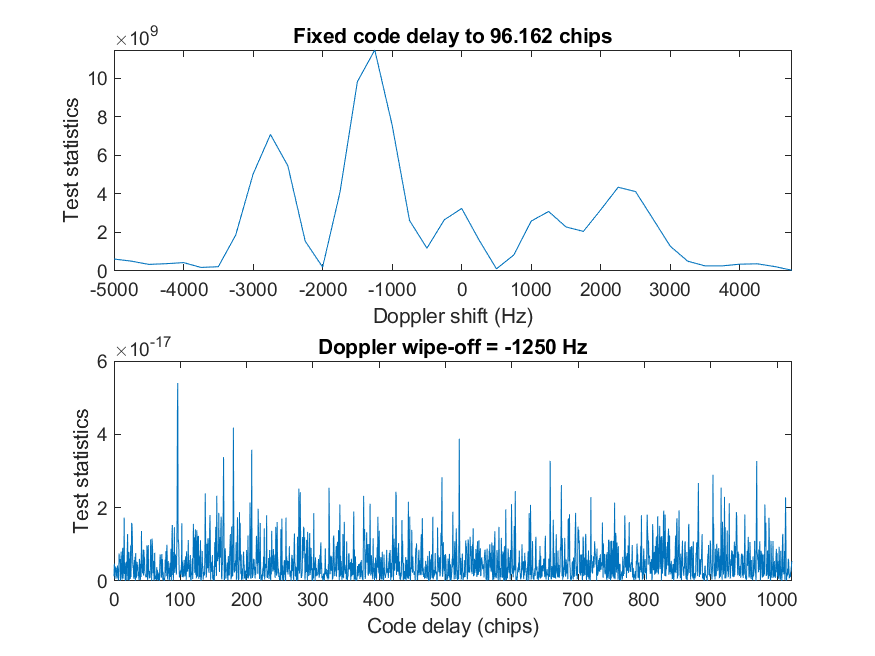 ×10^9
Fixed code delay to 96.162 chips
10
8
6
4
2
0
Test statistics
-5000 -4000 -3000 -2000 -1000 0 1000 2000 3000 4000
Doppler shift (Hz)
×10^-17
Doppler wipe-off = -1250 Hz
6
4
2
0
Test statistics
0 100 200 300 400 500 600 700 800 900 1000
Code delay (chips)